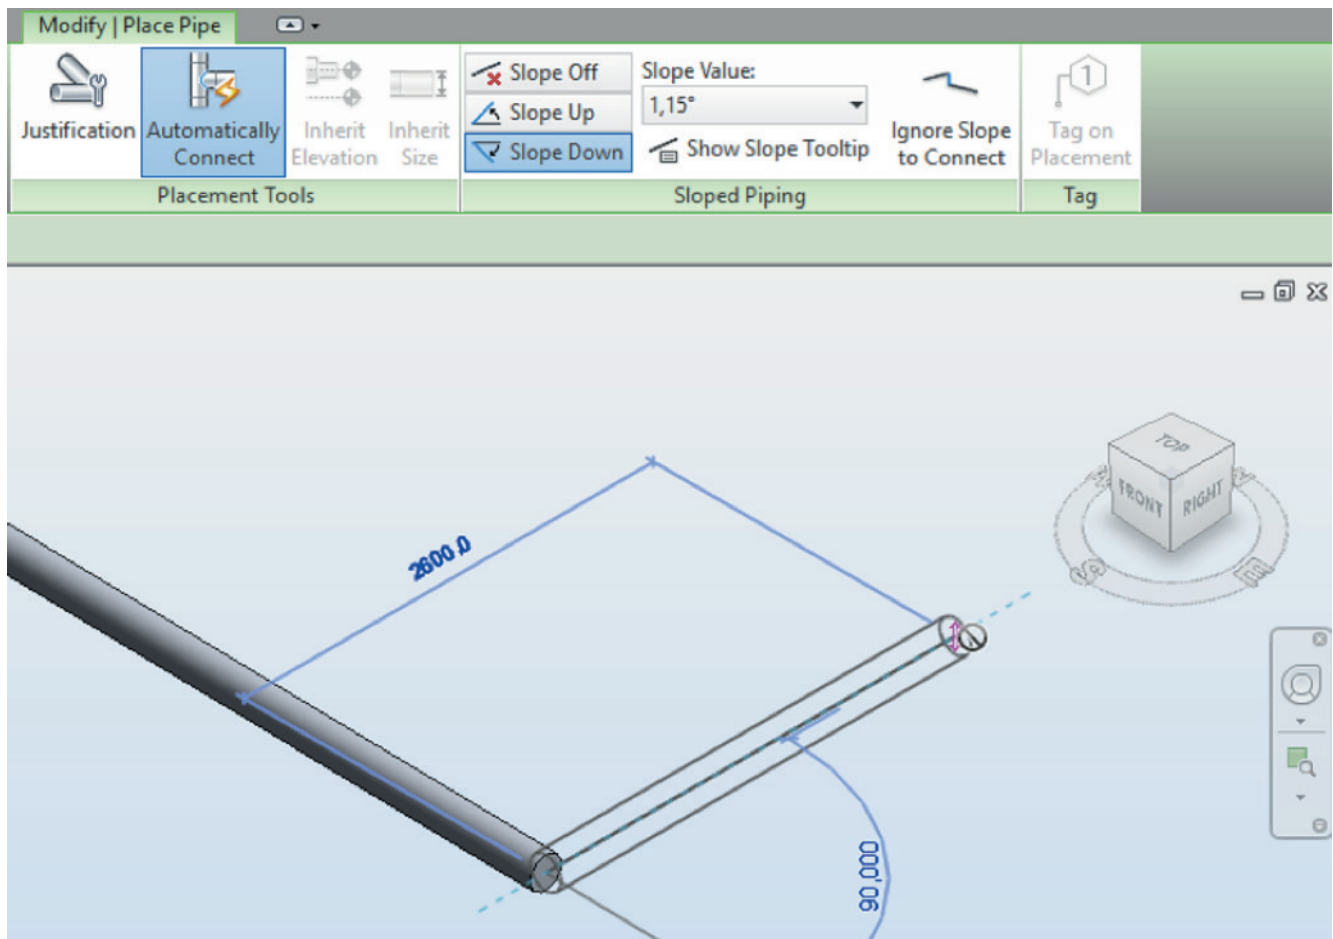 Modify | Place Pipe
Justification
Automatically
Connect
Inherit
Elevation
Inherit
Size
Placement Tools
Slope Off
Slope Up
Slope Down
Slope Value:
1,15°
Show Slope Tooltip
Ignore Slope
to Connect
Sloped Piping
1
Tag on
Placement
Tag
TOP
FRONT
RIGHT
2600,0
90,000